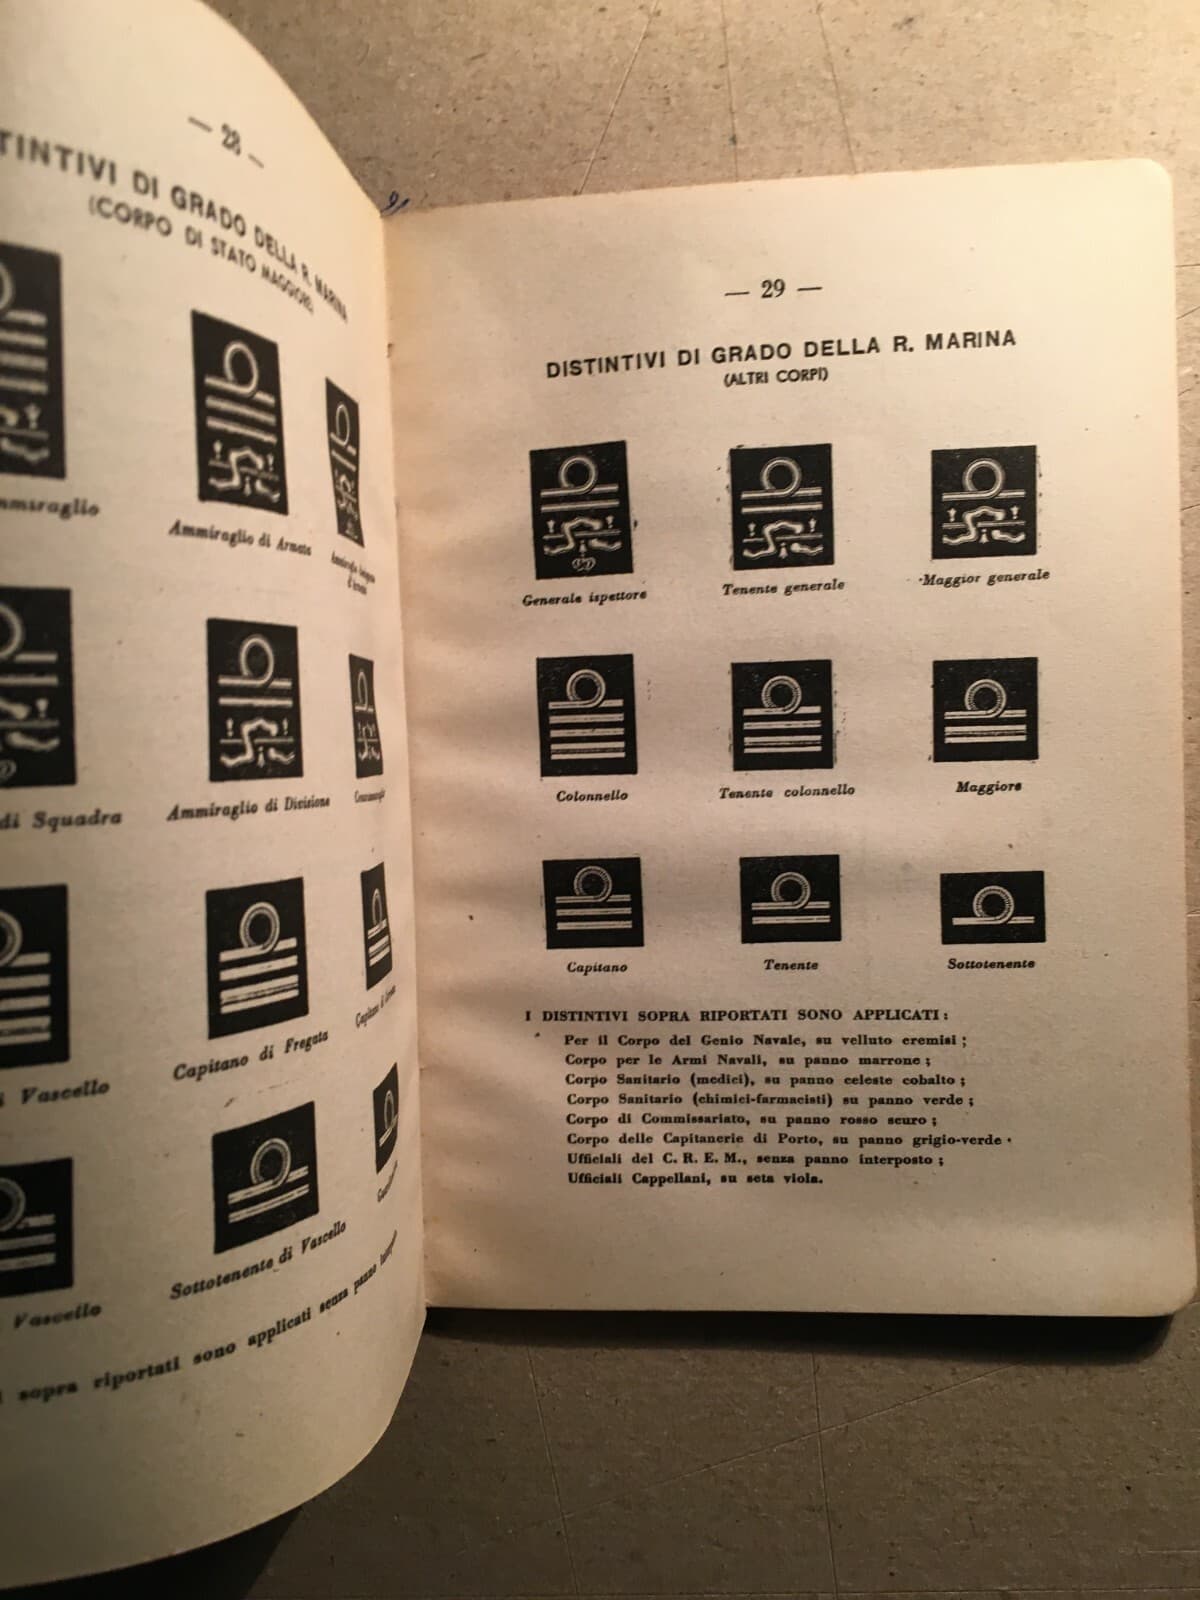 — 28 —
TINTIVI DI GRADO DELLA R. MARINA
(CORPO DI STATO MAGGIORE)
mmiraglio
Ammiraglio di Armata
di Squadra
Ammiraglio di Divisione
Vascello
Capitano di Fregata
Vascello
Sottotenente di Vascello
sopra riportati sono applicati senza panno
— 29 —
DISTINTIVI DI GRADO DELLA R. MARINA
(ALTRI CORPI)
Generale ispettore
Tenente generale
Maggior generale
Colonnello
Tenente colonnello
Maggiore
Capitano
Tenente
Sottotenente
I DISTINTIVI SOPRA RIPORTATI SONO APPLICATI:
Per il Corpo del Genio Navale, su velluto cremisi;
Corpo per le Armi Navali, su panno marrone;
Corpo Sanitario (medici), su panno celeste cobalto;
Corpo Sanitario (chimici-farmacisti) su panno verde;
Corpo di Commissariato, su panno rosso scuro;
Corpo delle Capitanerie di Porto, su panno grigio-verde.
Ufficiali del C. R. E. M., senza panno interposto;
Ufficiali Cappellani, su seta viola.